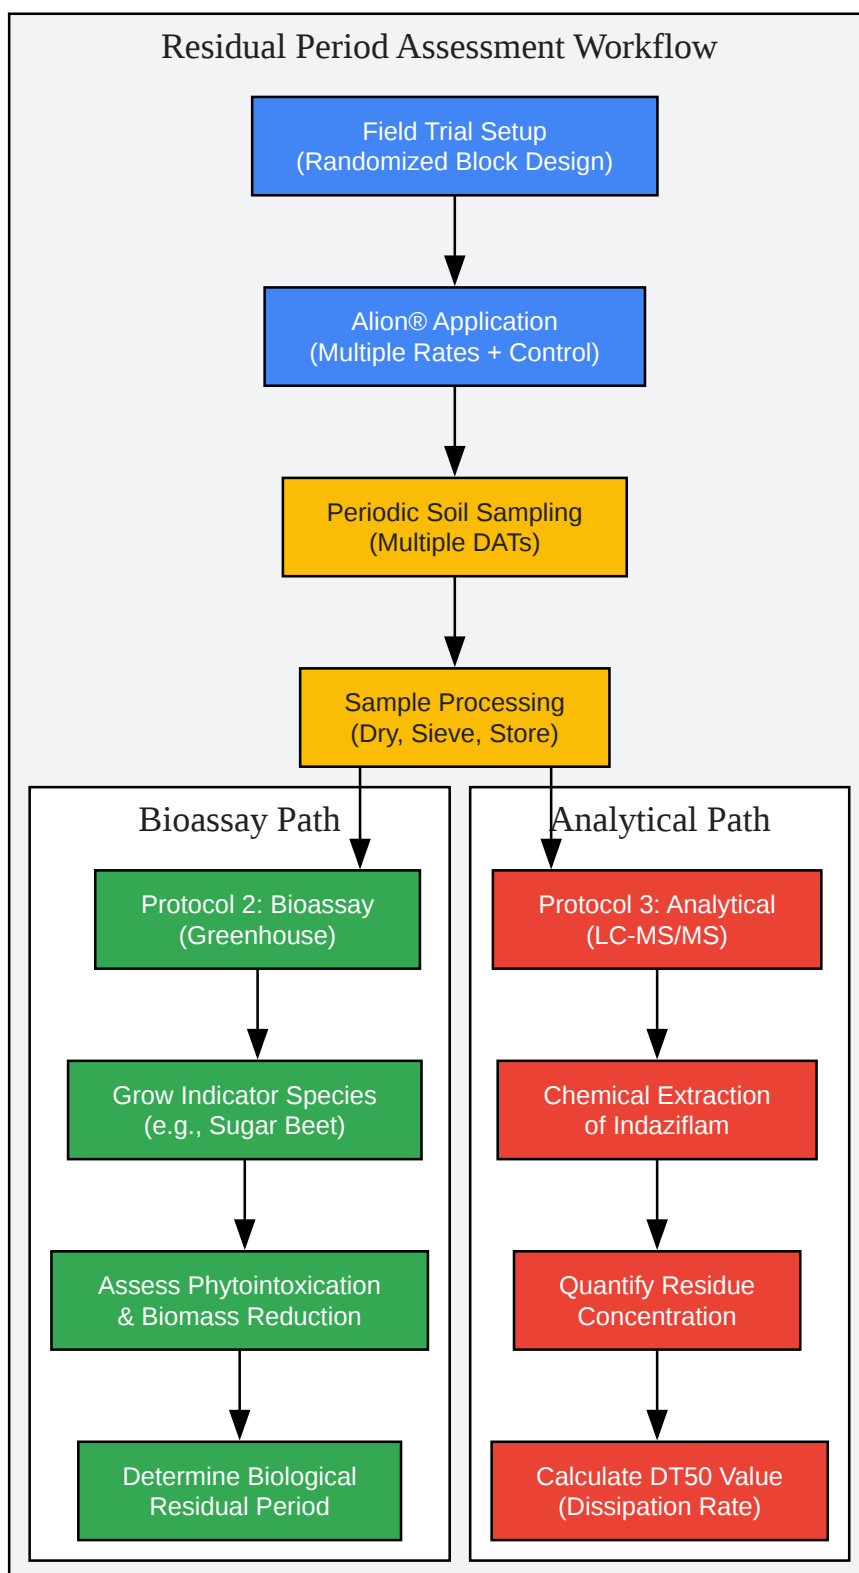 Residual Period Assessment Workflow
Field Trial Setup
(Randomized Block Design)
Alion® Application
(Multiple Rates + Control)
Periodic Soil Sampling
(Multiple DATs)
Sample Processing
(Dry, Sieve, Store)
Bioassay Path
Protocol 2: Bioassay
(Greenhouse)
Grow Indicator Species
(e.g., Sugar Beet)
Assess Phytointoxication
& Biomass Reduction
Determine Biological
Residual Period
Analytical Path
Protocol 3: Analytical
(LC-MS/MS)
Chemical Extraction
of Indaziflam
Quantify Residue
Concentration
Calculate DT50 Value
(Dissipation Rate)